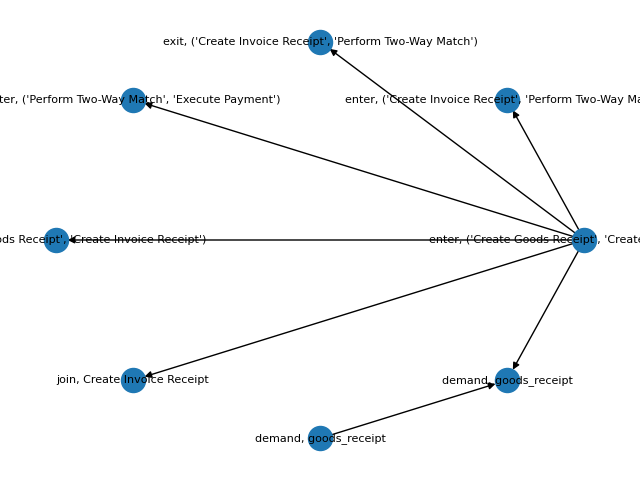 exit, ('Create Invoice Receipt', 'Perform Two-Way Match')
ter, ('Perform Two-Way Match', 'Execute Payment')
enter, ('Create Invoice Receipt', 'Perform Two-Way Ma
ods Receipt', 'Create Invoice Receipt')
enter, ('Create Goods Receipt', 'Create
join, Create Invoice Receipt
demand, goods_receipt
demand, goods_receipt